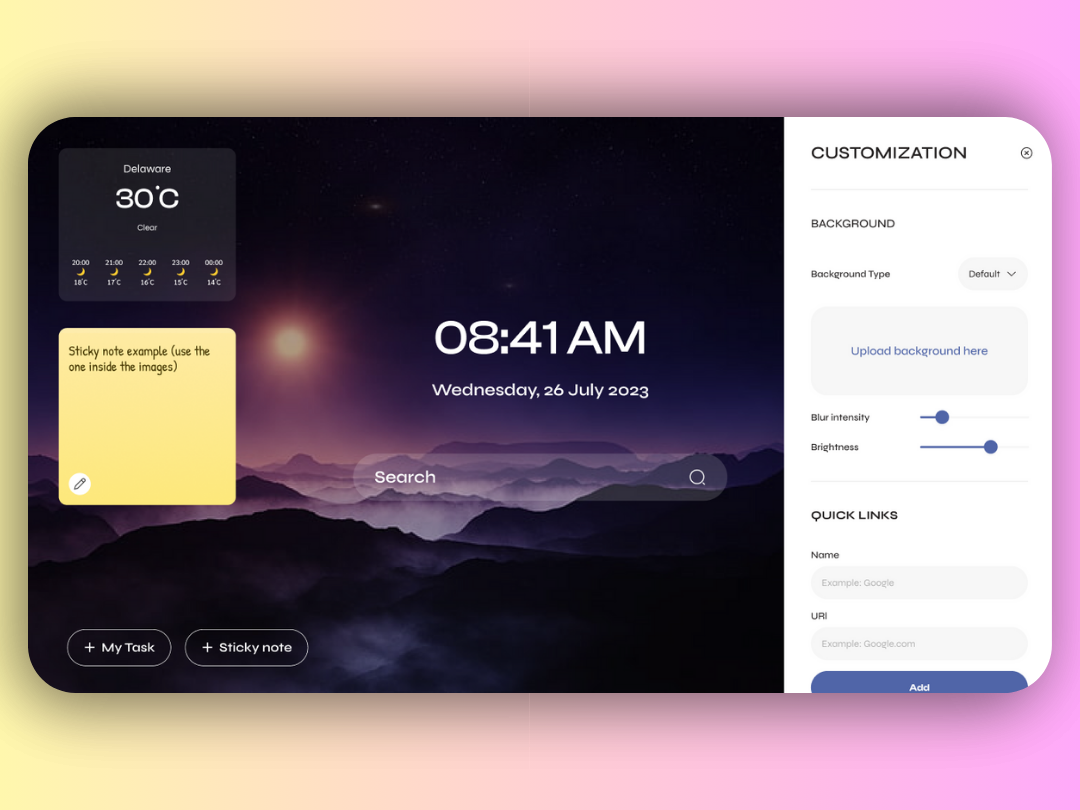 Delaware
30°C
Clear
20:00 21:00 22:00 23:00 00:00
18°C 17°C 16°C 15°C 14°C
Sticky note example (use the
one inside the images)
08:41 AM
Wednesday, 26 July 2023
Search
+ My Task
+ Sticky note
CUSTOMIZATION
BACKGROUND
Background Type
Default
Upload background here
Blur intensity
Brightness
QUICK LINKS
Name
Example: Google
URl
Example: Google.com
Add